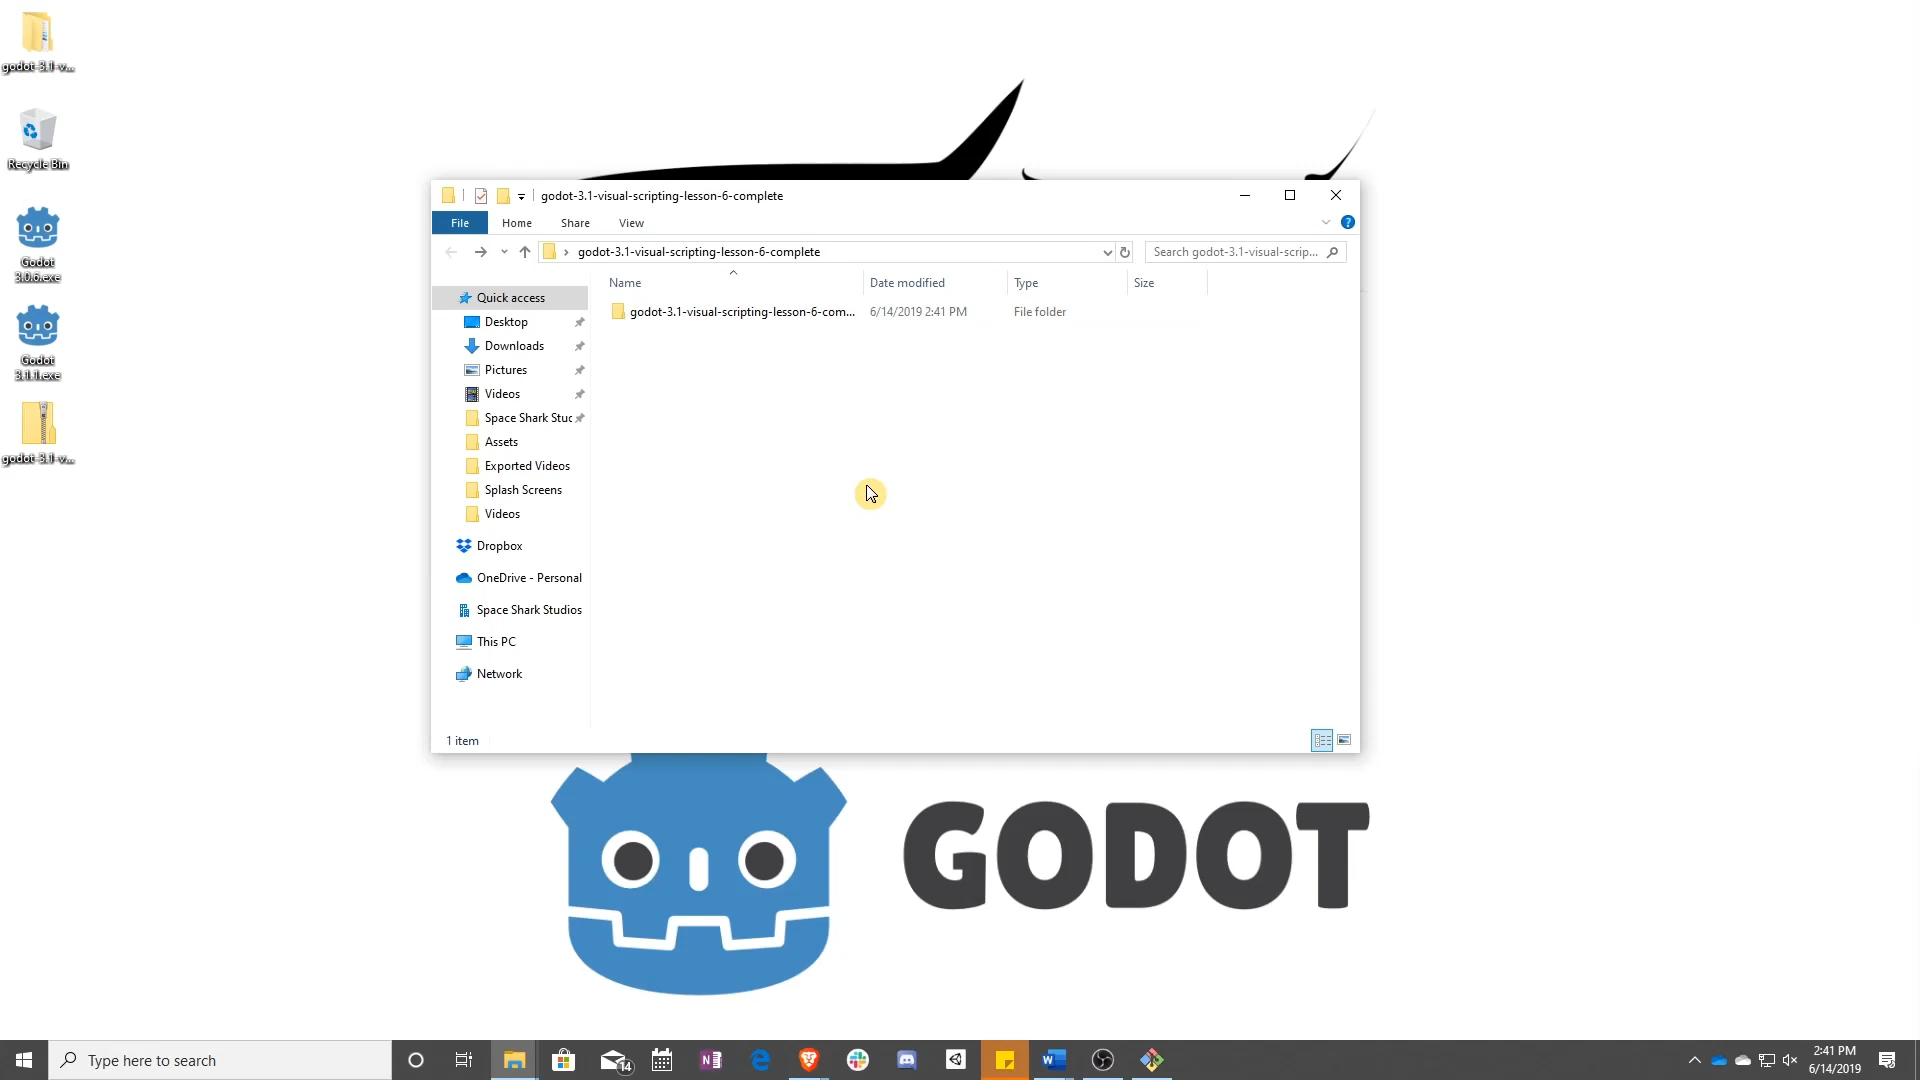 godot-3.1-v...
Recycle Bin
Godot
3.0.6.exe
Godot
3.1.1.exe
godot-3.1-v...
godot-3.1-visual-scripting-lesson-6-complete
File
Home
Share
View
godot-3.1-visual-scripting-lesson-6-complete
Search godot-3.1-visual-scrip...
Name
Date modified
Type
Size
godot-3.1-visual-scripting-lesson-6-com...
6/14/2019 2:41 PM
File folder
Quick access
Desktop
Downloads
Pictures
Videos
Space Shark Stud
Assets
Exported Videos
Splash Screens
Videos
Dropbox
OneDrive - Personal
Space Shark Studios
This PC
Network
1 item
GODOT
Type here to search
14
2:41 PM
6/14/2019